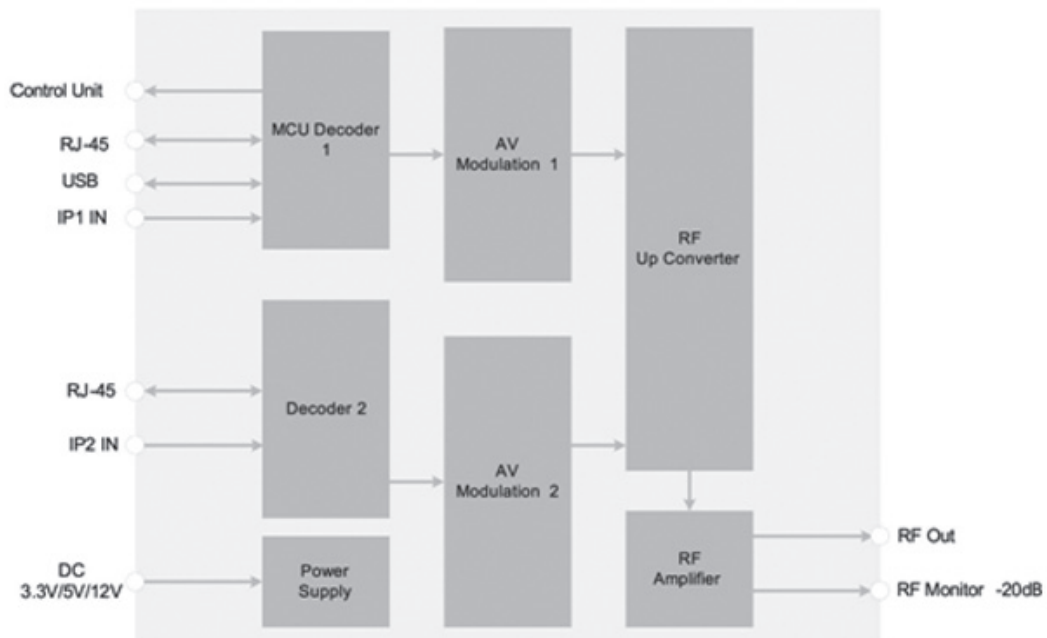 Control Unit
RJ-45
USB
IP1 IN
MCU Decoder
1
AV
Modulation 1
RF
Up Converter
RJ-45
IP2 IN
Decoder 2
AV
Modulation 2
DC
3.3V/5V/12V
Power
Supply
RF
Amplifier
RF Out
RF Monitor -20dB